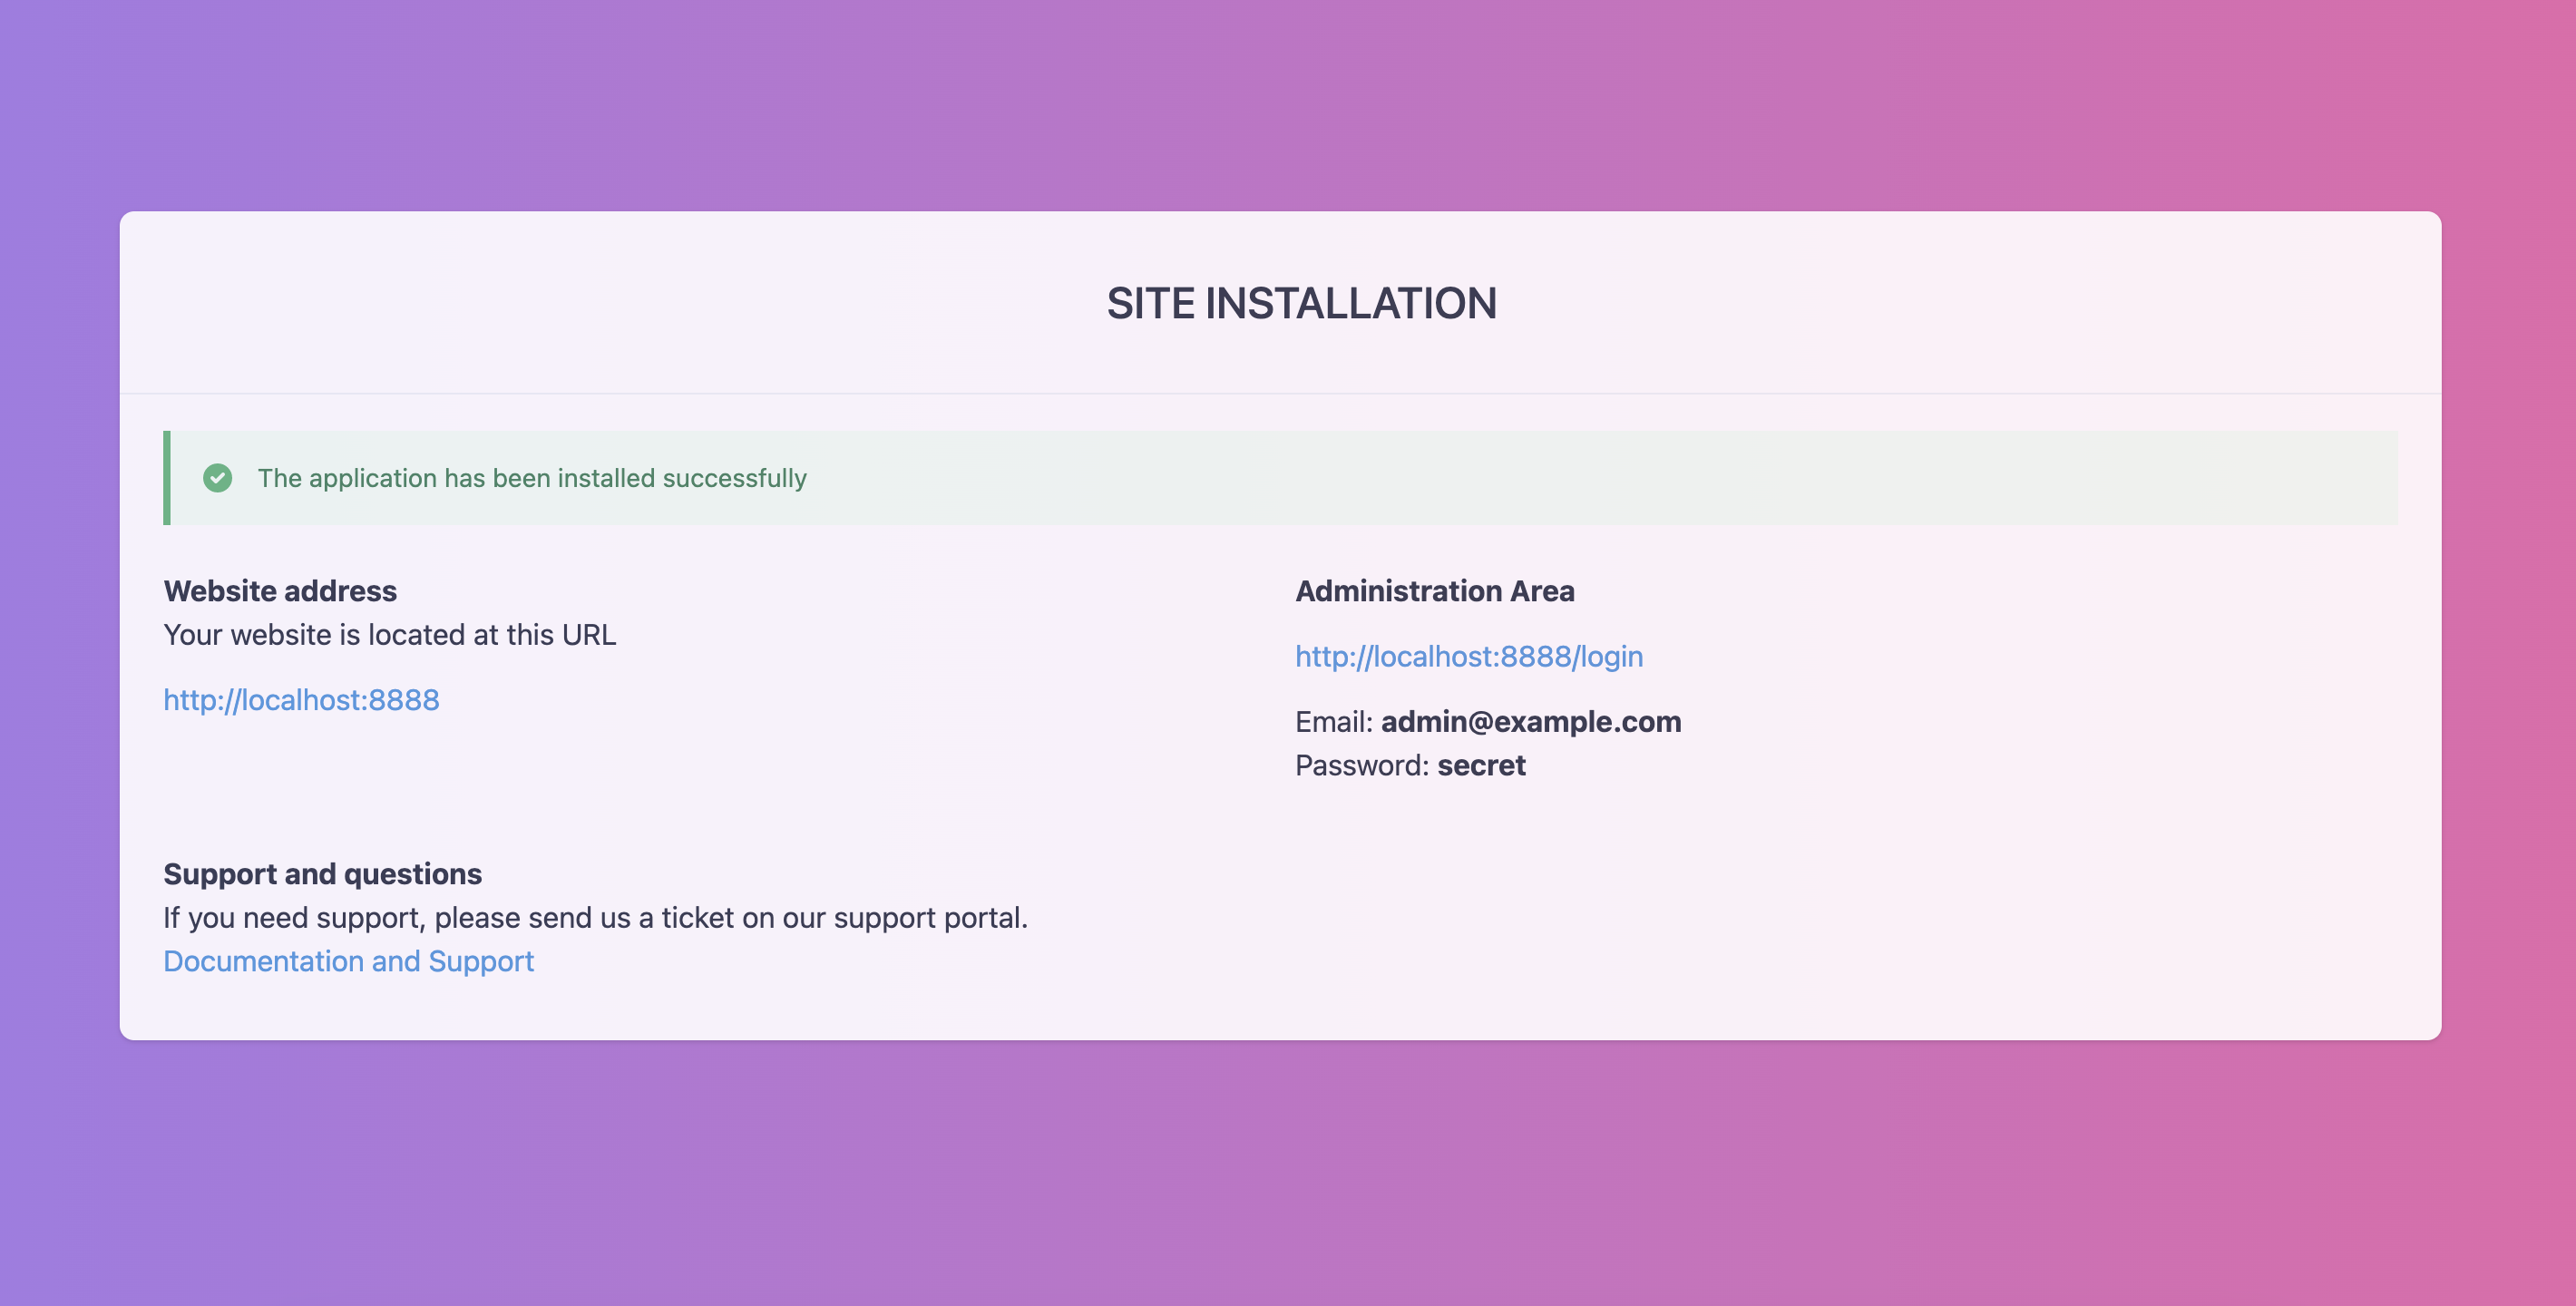 SITE INSTALLATION
The application has been installed successfully
Website address
Your website is located at this URL
http://localhost:8888
Administration Area
http://localhost:8888/login
Email: admin@example.com
Password: secret
Support and questions
If you need support, please send us a ticket on our support portal.
Documentation and Support